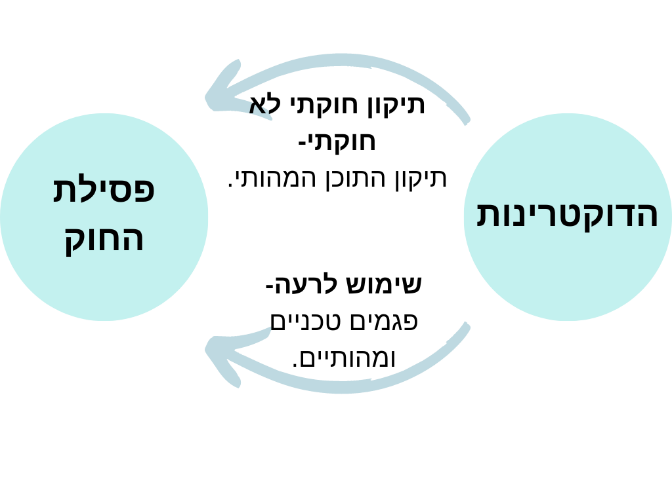 הדוקטרינות
תיקון חוקתי לא
חוקתי-
תיקון התוכן המהותי.
שימוש לרעה-
פגמים טכניים
ומהותיים.
פסילת
החוק